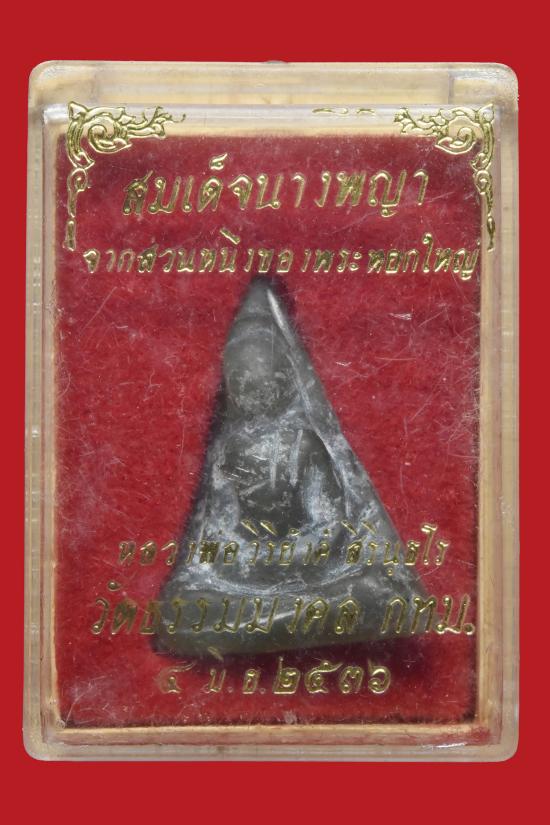 สมเด็จนางพญา
จากส่วนหนึ่งของพระหยกใหญ่
หลวงพ่อวิริยังค์ สิรินฺธโร
วัดธรรมมงคล กทม.
๔ มิ.ย.๒๕๓๖